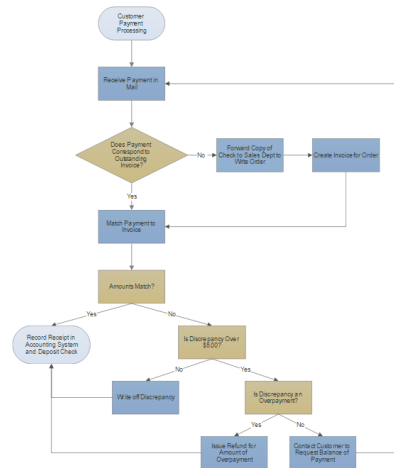 Customer
Payment
Processing
Receive Payment in
Mail
Does Payment
Correspond to
Outstanding
Invoice?
No
Forward Copy of
Check to Sales Dept to
Write Order
Create Invoice for Order
Yes
Match Payment to
Invoice
Amounts Match?
Yes
No
Record Receipt in
Accounting System
and Deposit Check
Is Discrepancy Over
No
Yes
Write off Discrepancy
Is Discrepancy an
Overpayment?
Yes
No
Issue Refund for
Amount of
Overpayment
Contact Customer to
Request Balance of
Payment